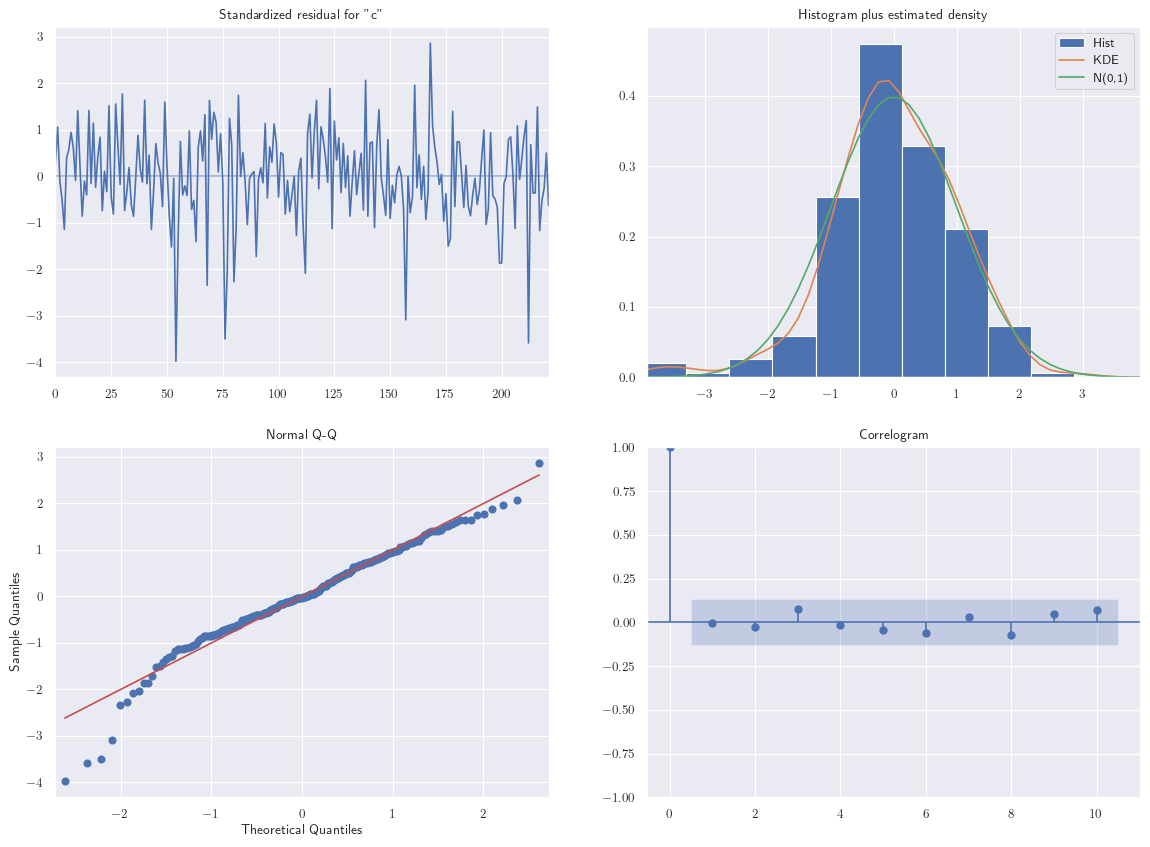 Standardized residual for "c"
3
2
1
0
−1
−2
−3
−4
0 25 50 75 100 125 150 175 200
Histogram plus estimated density
Hist
KDE
N(0,1)
0.4
0.3
0.2
0.1
0.0
−3 −2 −1 0 1 2 3
Normal Q-Q
3
2
1
0
−1
−2
−3
−4
Sample Quantiles
−2 −1 0 1 2
Theoretical Quantiles
Correlogram
1.00
0.75
0.50
0.25
0.00
−0.25
−0.50
−0.75
−1.00
0 2 4 6 8 10